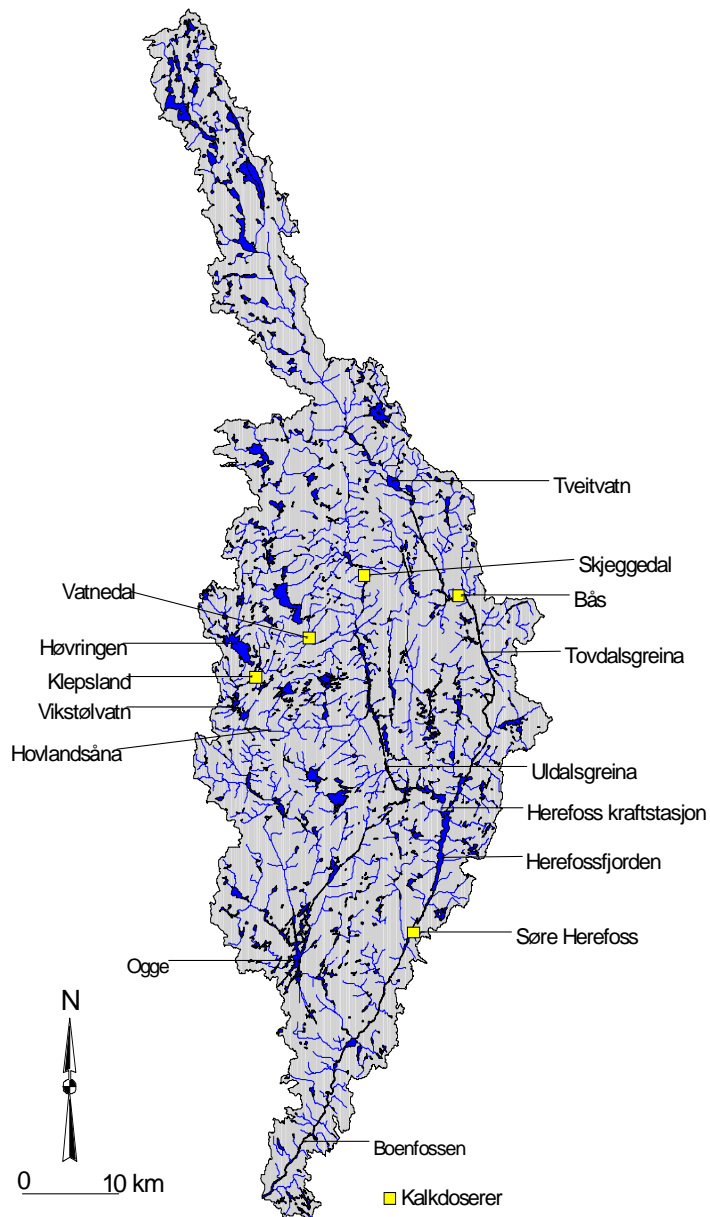 Tveitvatn
Skjeggedal
Vatnedal
Bås
Høvringen
Tovdalsgreina
Klepsland
Vikstølvatn
Hovlandsåna
Uldalsgreina
Herefoss kraftstasjon
Herefossfjorden
Søre Herefoss
Ogge
N
Boenfossen
0 10 km
Kalkdoserer